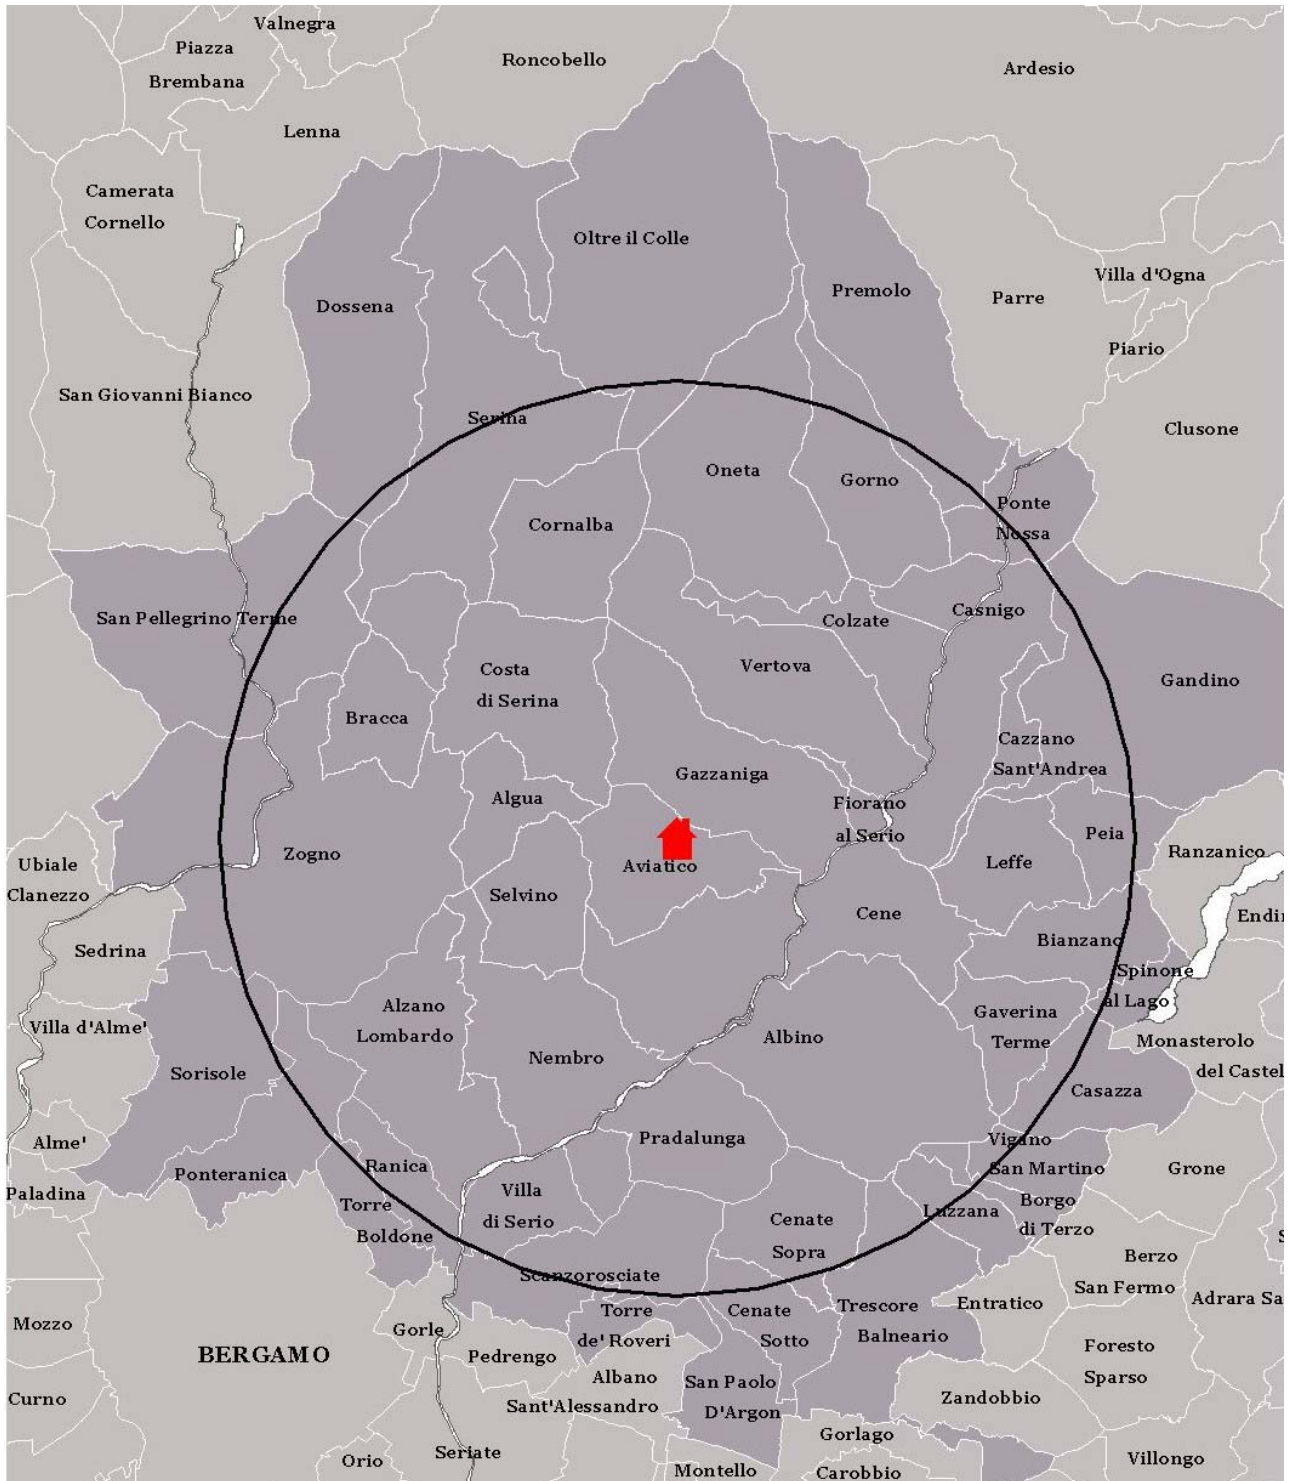 Valnegra
Piazza
Brembana
Roncobello
Ardesio
Lenna
Camerata
Cornello
Oltre il Colle
Dossena
Premolo
Parre
Villa d'Ogna
Piario
San Giovanni Bianco
Serina
Clusone
Oneta
Gorno
Ponte
Nossa
Cornalba
San Pellegrino Terme
Casnigo
Colzate
Costa
di Serina
Vertova
Gandino
Bracca
Cazzano
Sant'Andrea
Gazzaniga
Algua
Fiorano
al Serio
Peia
Zogno
Leffe
Ranzanico
Ubiale
Clanezzo
Aviatico
Selvino
Cene
Endin
Bianzano
Sedrina
Spinone
al Lago
Alzano
Lombardo
Gaverina
Terme
Villa d'Alme'
Nembro
Albino
Monasterolo
del Castel
Sorisole
Casazza
Alme'
Pradalunga
Vigano
San Martino
Grone
Ponteranica
Ranica
Paladina
Torre
Boldone
Villa
di Serio
Cenate
Sopra
Luzzana
Borgo
di Terzo
S
Berzo
San Fermo
Scanzorosciate
Adrara Sa
Torre
de' Roveri
Cenate
Sotto
Trescore
Balneario
Entratico
Mozzo
Gorle
BERGAMO
Pedrengo
Foresto
Sparso
Albano
Sant'Alessandro
San Paolo
D'Argon
Curno
Zandobbio
Gorlago
Seriate
Orio
Montello
Carobbio
Villongo